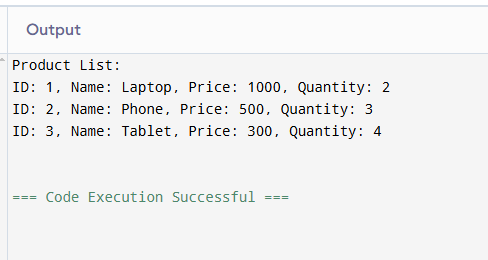 Output
Product List:
ID: 1, Name: Laptop, Price: 1000, Quantity: 2
ID: 2, Name: Phone, Price: 500, Quantity: 3
ID: 3, Name: Tablet, Price: 300, Quantity: 4
=== Code Execution Successful ===